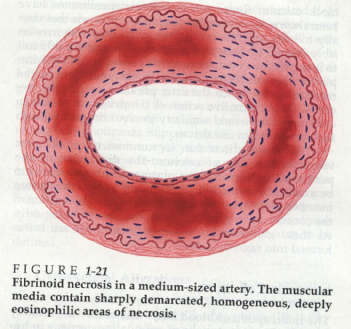 FIGURE 1-21
Fibrinoid necrosis in a medium-sized artery. The muscular
media contain sharply demarcated, homogeneous, deeply
eosinophilic areas of necrosis.